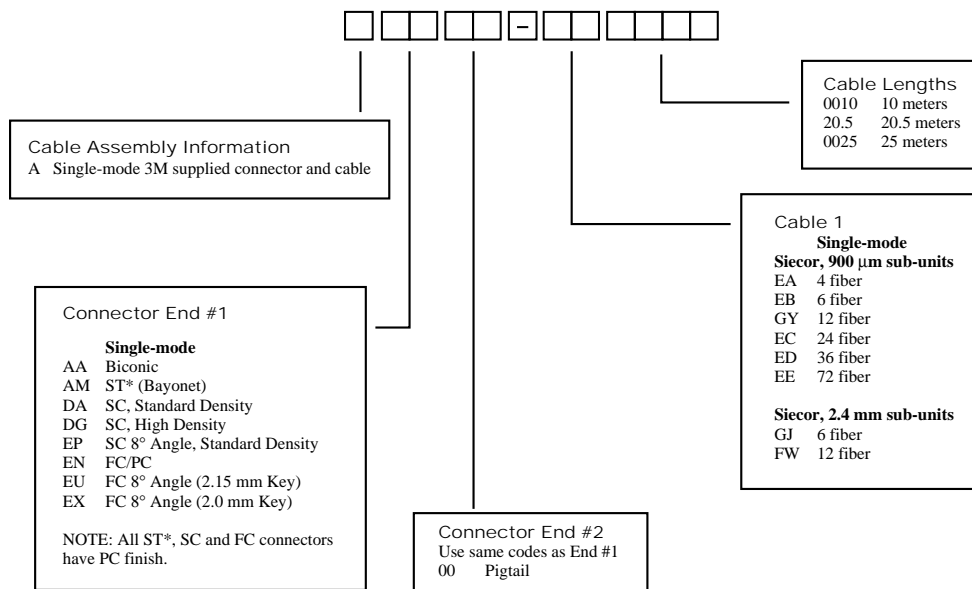 –
Cable Lengths
0010 10 meters
20.5 20.5 meters
0025 25 meters
Cable Assembly Information
A Single-mode 3M supplied connector and cable
Cable 1
Single-mode
Siecor, 900 µm sub-units
EA 4 fiber
EB 6 fiber
GY 12 fiber
EC 24 fiber
ED 36 fiber
EE 72 fiber
Siecor, 2.4 mm sub-units
GJ 6 fiber
FW 12 fiber
Connector End #1
Single-mode
AA Biconic
AM ST* (Bayonet)
DA SC, Standard Density
DG SC, High Density
EP SC 8° Angle, Standard Density
EN FC/PC
EU FC 8° Angle (2.15 mm Key)
EX FC 8° Angle (2.0 mm Key)
NOTE: All ST*, SC and FC connectors
have PC finish.
Connector End #2
Use same codes as End #1
00 Pigtail